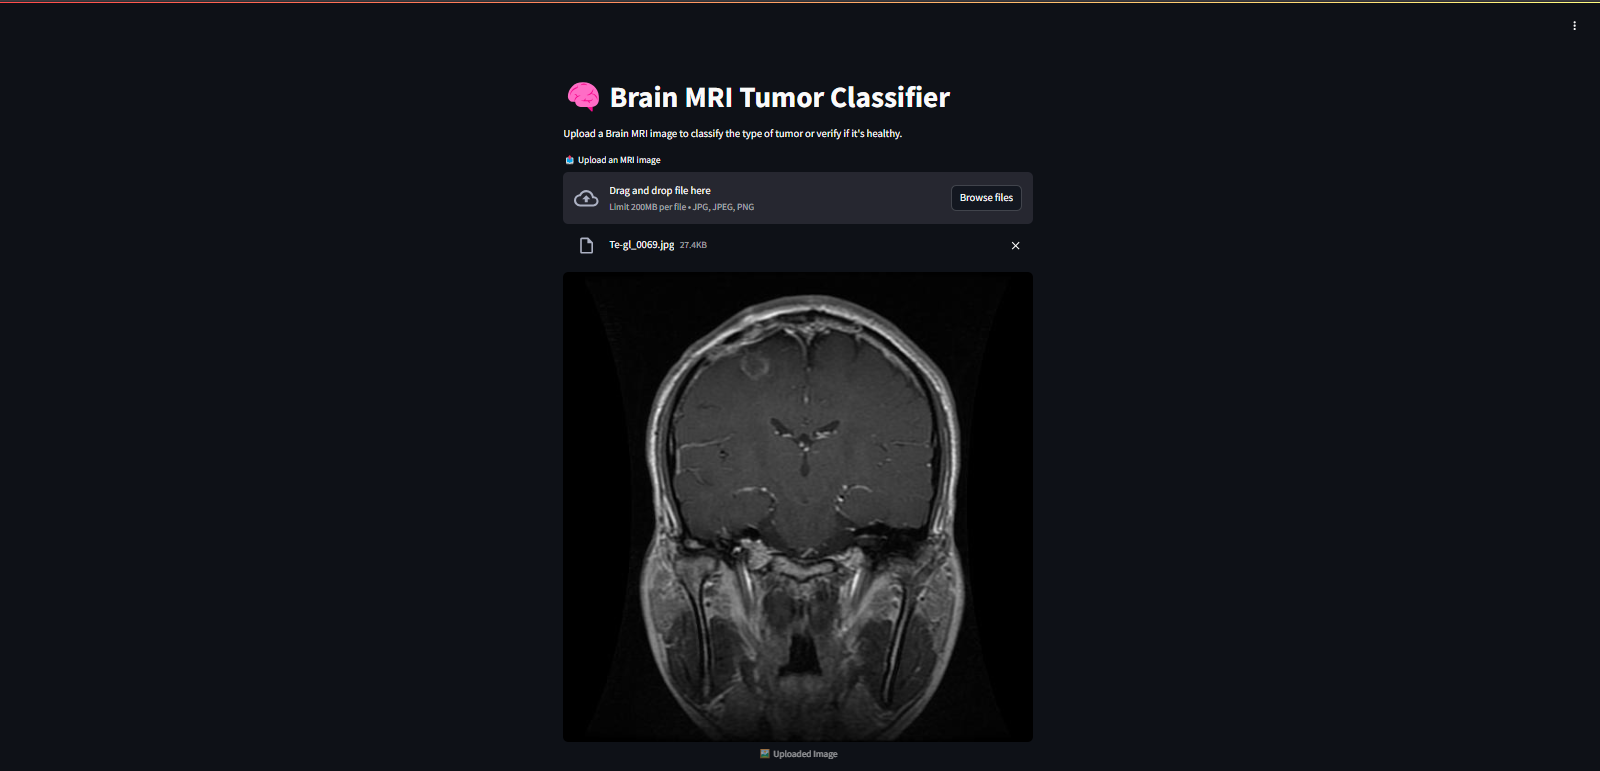 🧠 Brain MRI Tumor Classifier
Upload a Brain MRI image to classify the type of tumor or verify if it's healthy.
📤 Upload an MRI image
Drag and drop file here
Limit 200MB per file • JPG, JPEG, PNG
Browse files
Te-gl_0069.jpg 27.4KB
Uploaded Image